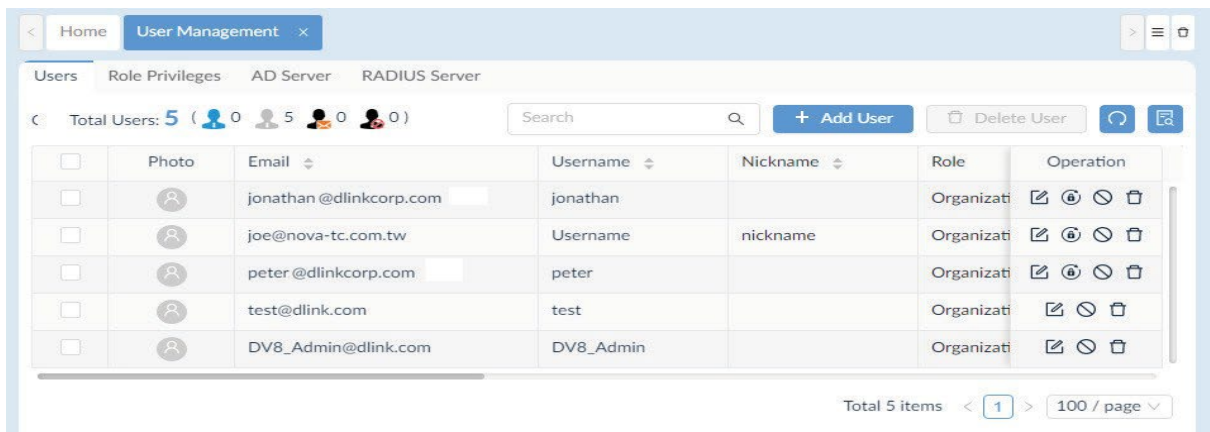 < Home User Management × > 
Users Role Privileges AD Server RADIUS Server
Total Users: 5 ( 0 5 0 0 )
Search + Add User Delete User
Photo Email Username Nickname Role Operation
jonathan @dlinkcorp.com jonathan Organizati
joe@nova-tc.com.tw Username nickname Organizati
peter @dlinkcorp.com peter Organizati
test@dlink.com test Organizati
DV8_Admin@dlink.com DV8_Admin Organizati
Total 5 items < 1 > 100 / page